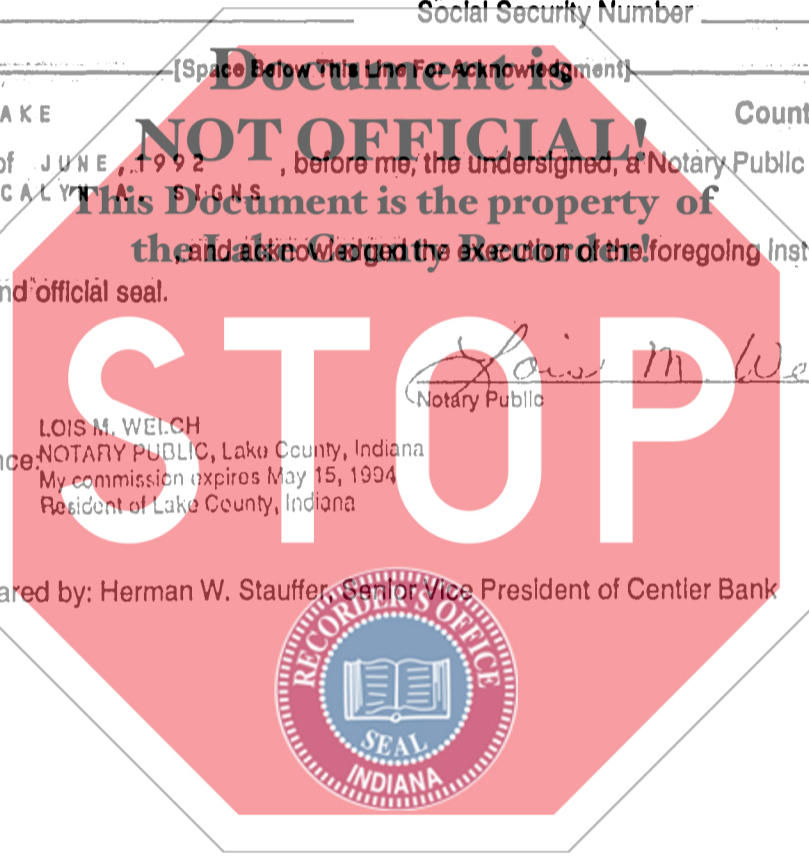 Social Security Number
[Space Below This Line For Acknowledgment]
Document is
AKE Count
NOT OFFICIAL!
of JUNE, 1992 , before me, the undersigned, a Notary Public
CALYN A. SIGNS
This Document is the property of
, and acknowledged the execution of the foregoing inst
the Lake County Recorder!
nd official seal.
STOP
Lois M. We
Notary Public
LOIS M. WELCH
nce: NOTARY PUBLIC, Lake County, Indiana
My commission expires May 15, 1994
Resident of Lake County, Indiana
ared by: Herman W. Stauffer, Senior Vice President of Centier Bank
RECORDER'S OFFICE
SEAL
INDIANA